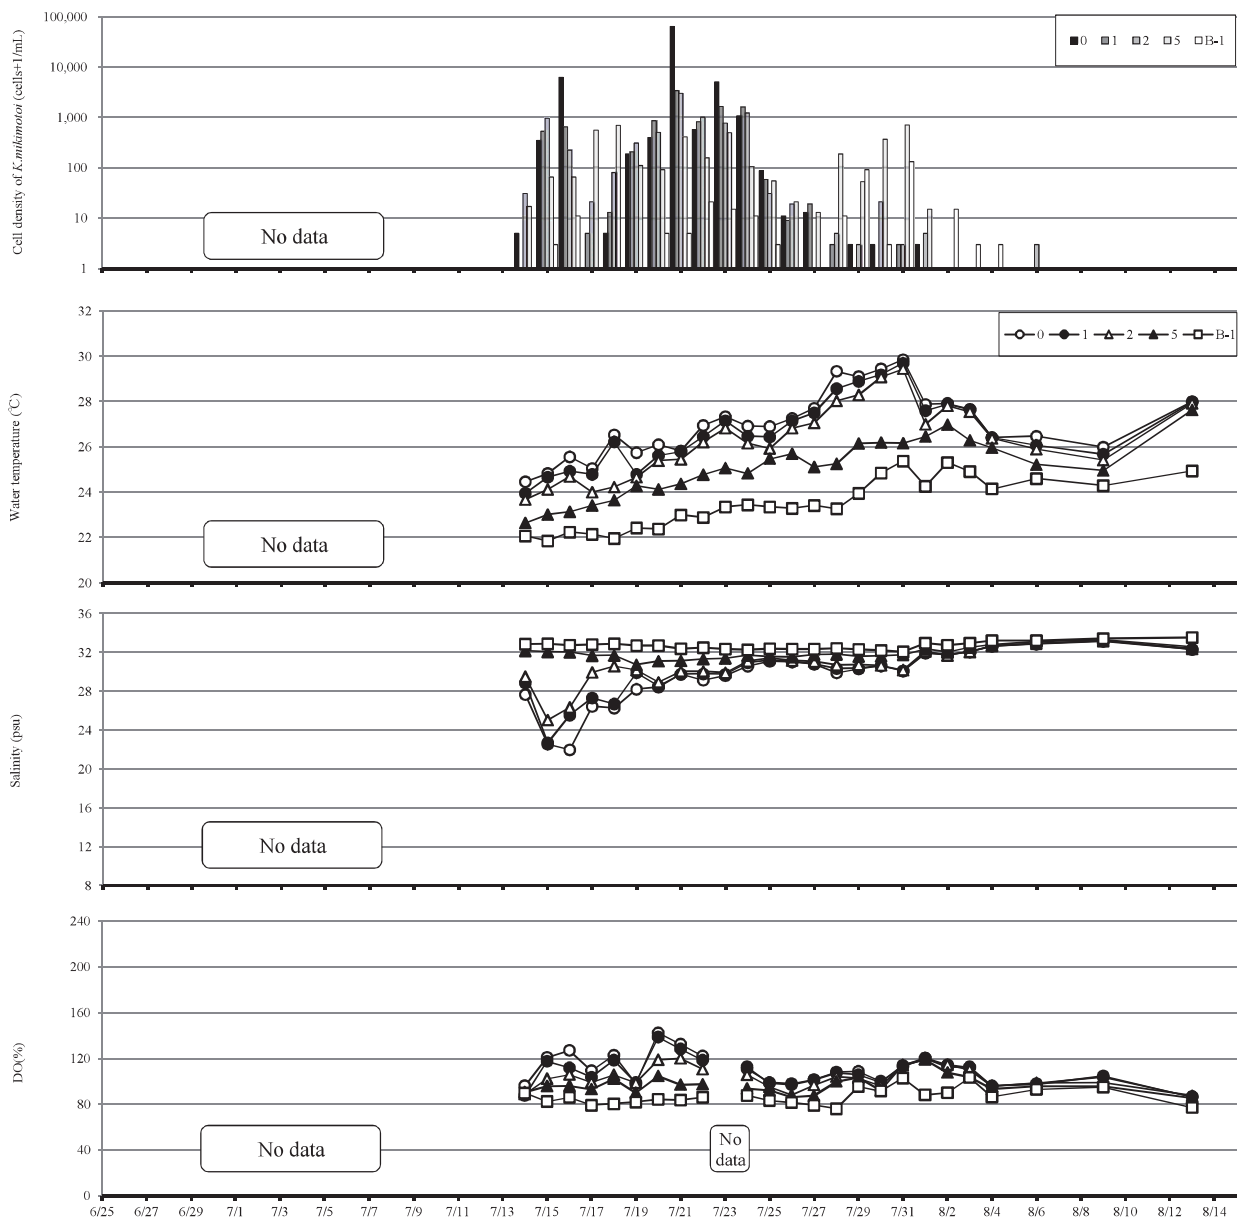 Cell density of K.mikimotoi (cells+1/mL)
100,000
10,000
1,000
100
10
1
0 1 2 5 B-1
No data
Water temperature (℃)
32
30
28
26
24
22
20
0 1 2 5 B-1
No data
Salinity (psu)
36
32
28
24
20
16
12
8
No data
DO(%)
240
200
160
120
80
40
0
No data
No
data
6/25 6/27 6/29 7/1 7/3 7/5 7/7 7/9 7/11 7/13 7/15 7/17 7/19 7/21 7/23 7/25 7/27 7/29 7/31 8/2 8/4 8/6 8/8 8/10 8/12 8/14